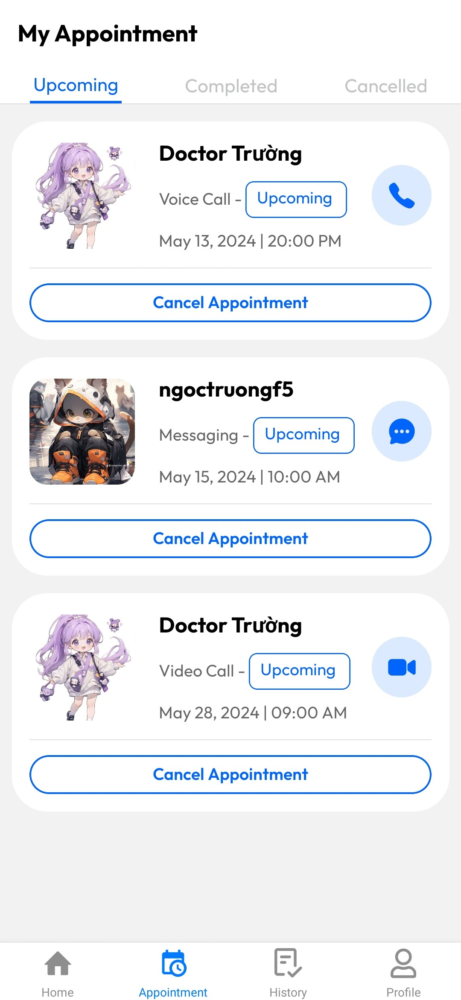 My Appointment
Upcoming
Completed
Cancelled
Doctor Trường
Voice Call - Upcoming
May 13, 2024 | 20:00 PM
Cancel Appointment
ngoctruongf5
Messaging - Upcoming
May 15, 2024 | 10:00 AM
Cancel Appointment
Doctor Trường
Video Call - Upcoming
May 28, 2024 | 09:00 AM
Cancel Appointment
Home
Appointment
History
Profile